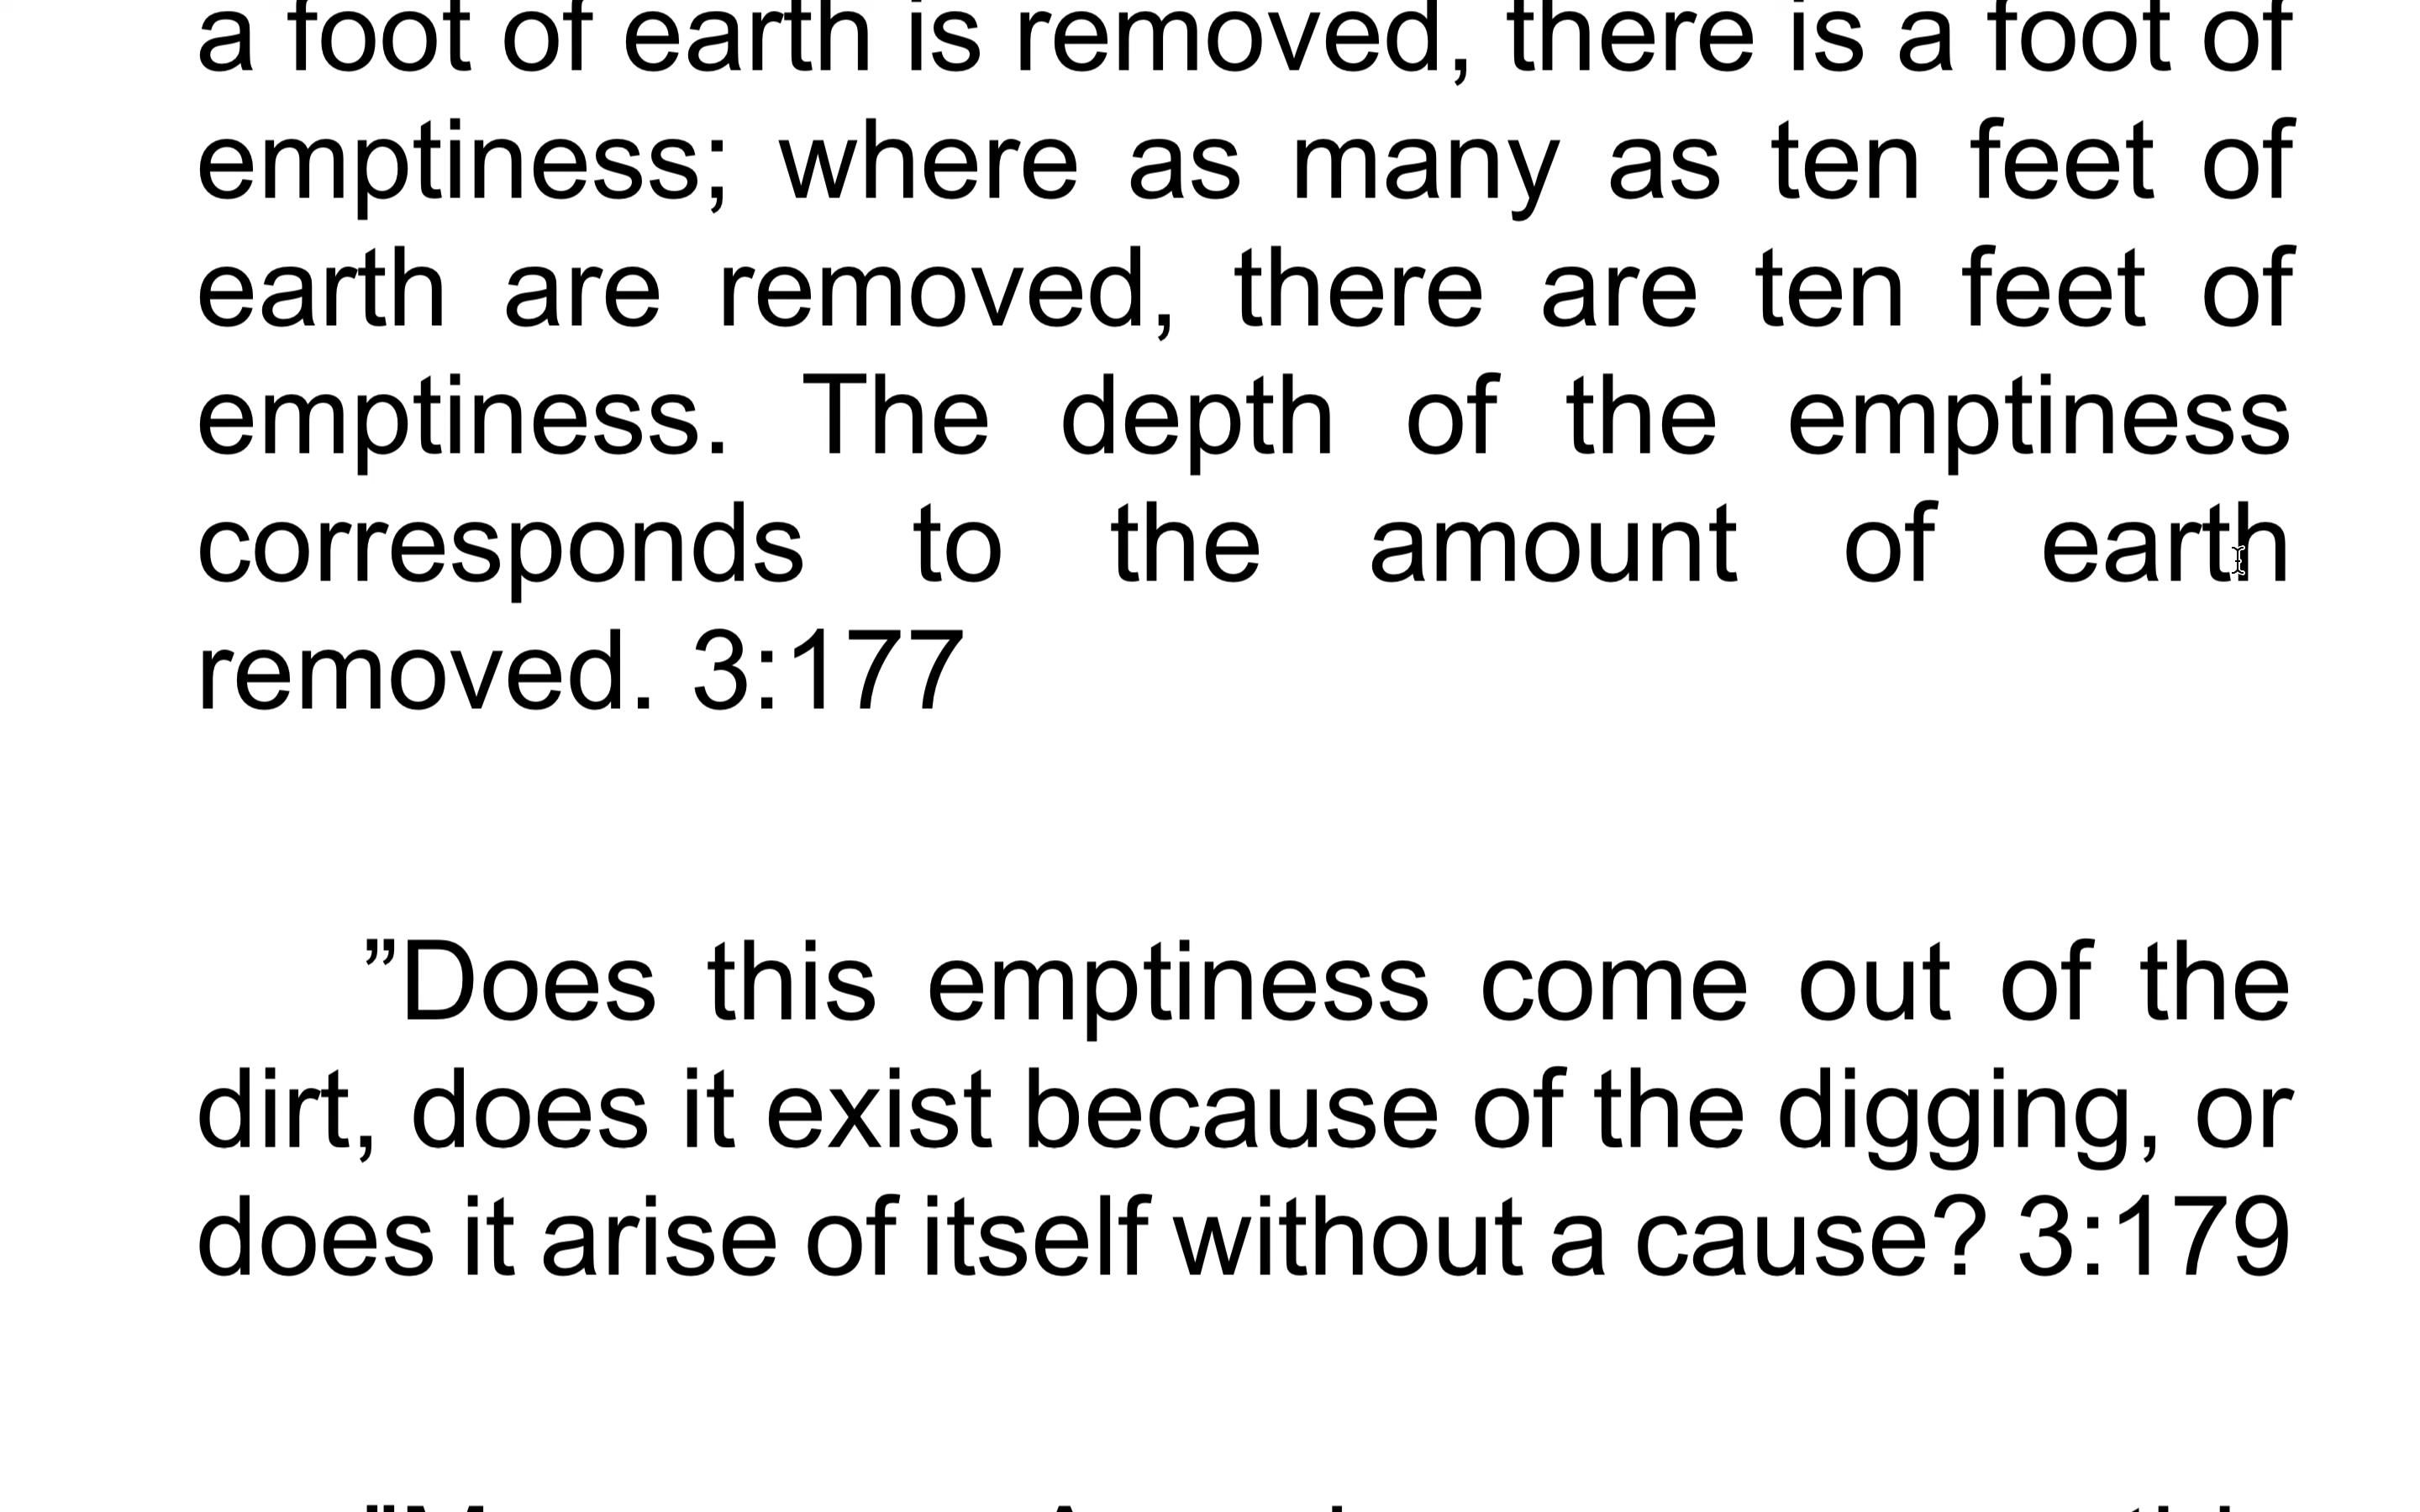 a foot of earth is removed, there is a foot of
emptiness; where as many as ten feet of
earth are removed, there are ten feet of
emptiness. The depth of the emptiness
corresponds to the amount of earth
removed. 3:177
”Does this emptiness come out of the
dirt, does it exist because of the digging, or
does it arise of itself without a cause? 3:179